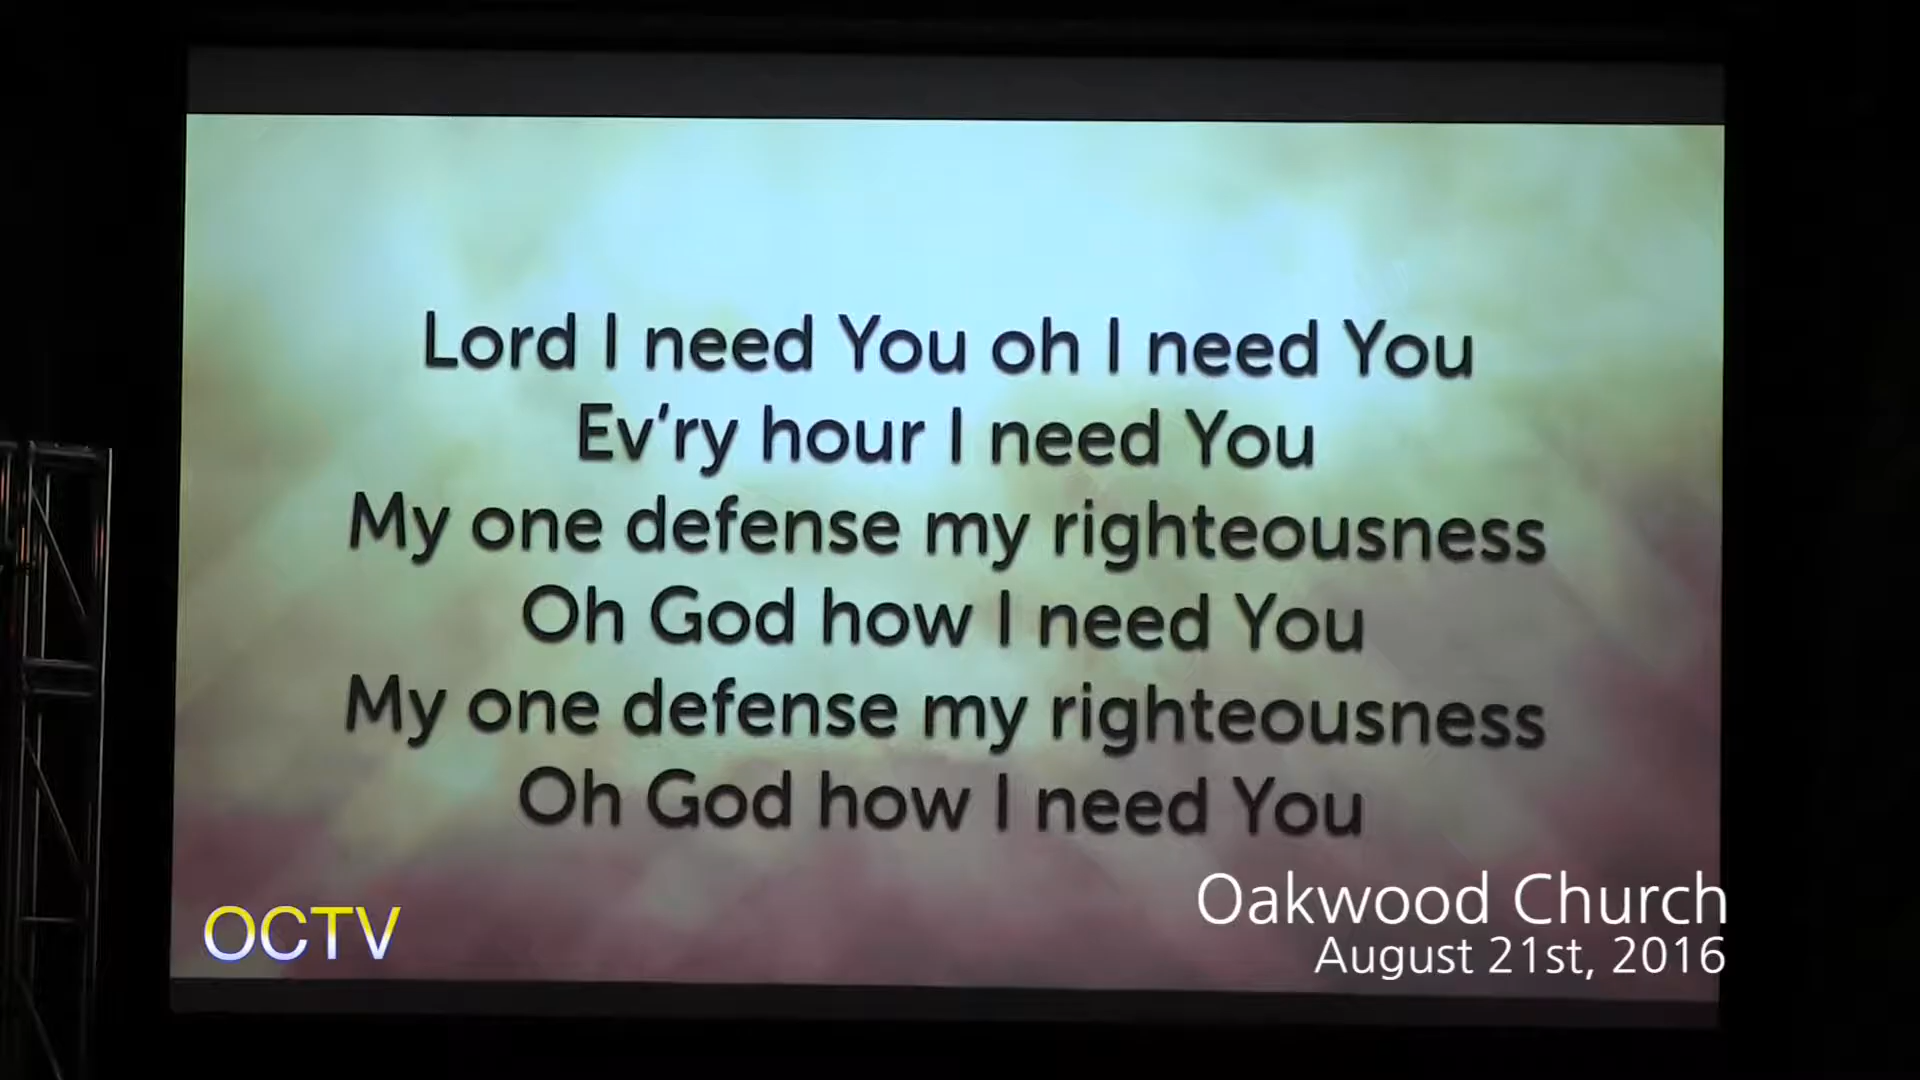 Lord I need You oh I need You
Ev'ry hour I need You
My one defense my righteousness
Oh God how I need You
My one defense my righteousness
Oh God how I need You
OCTV
Oakwood Church
August 21st, 2016